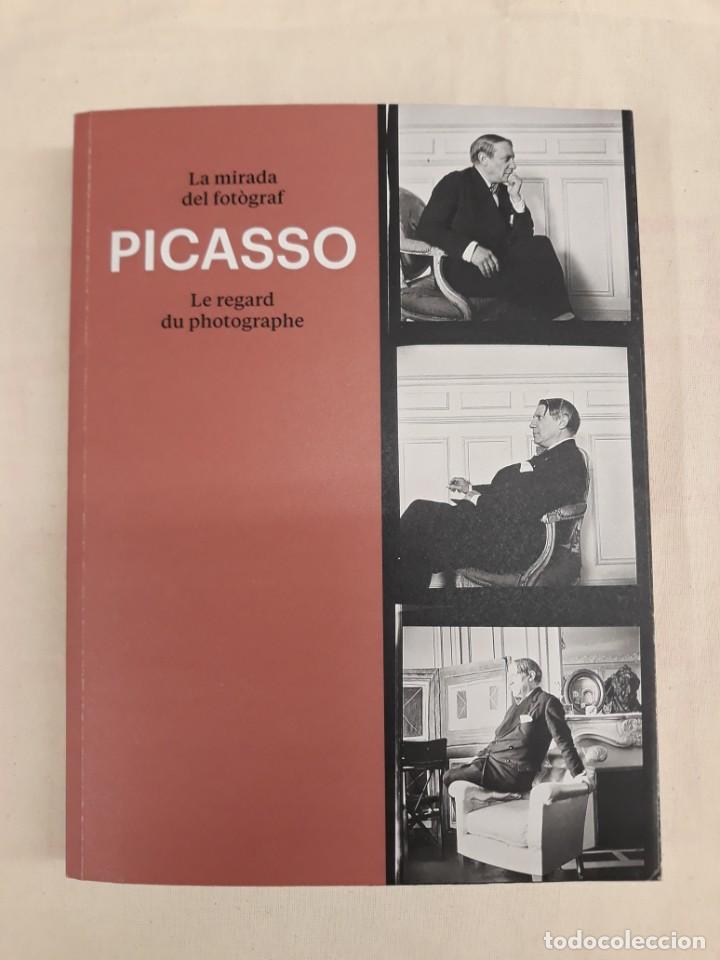 La mirada
del fotògraf
PICASSO
Le regard
du photographe
todocoleccion